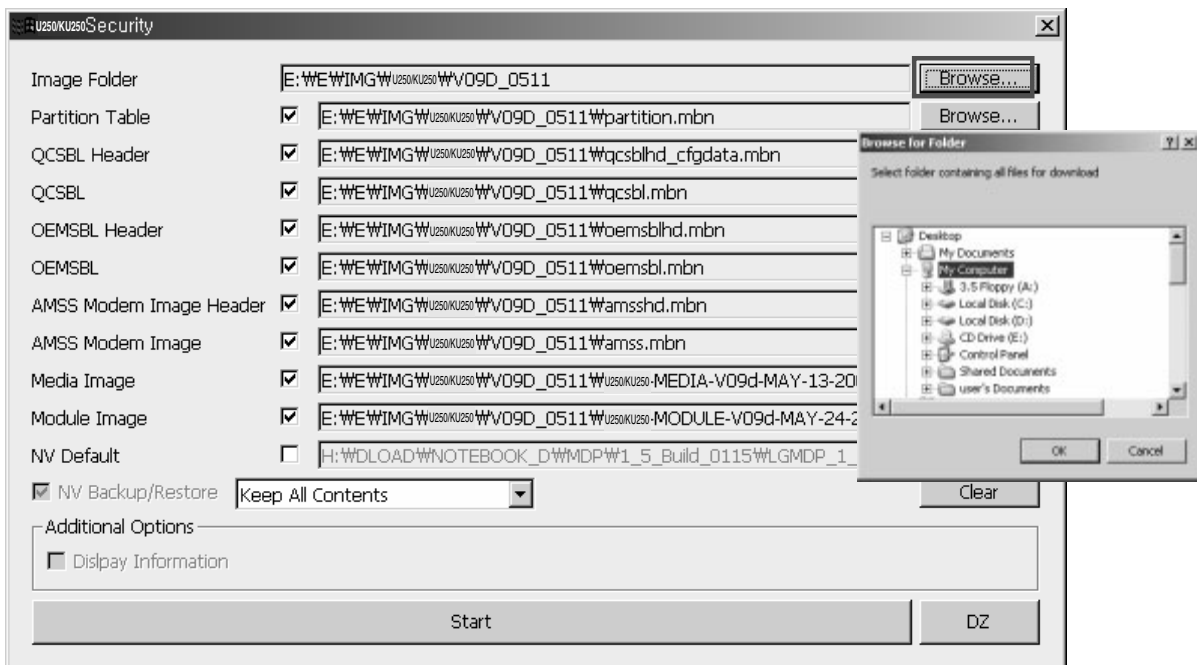 U250/KU250Security
Image Folder E:₩E₩IMG₩U250/KU250₩V09D_0511 Browse...
Partition Table E:₩E₩IMG₩U250/KU250₩V09D_0511₩partition.mbn Browse...
QCSBL Header E:₩E₩IMG₩U250/KU250₩V09D_0511₩qcsblhd_cfgdata.mbn
QCSBL E:₩E₩IMG₩U250/KU250₩V09D_0511₩qcsbl.mbn
OEMSBL Header E:₩E₩IMG₩U250/KU250₩V09D_0511₩oemsblhd.mbn
OEMSBL E:₩E₩IMG₩U250/KU250₩V09D_0511₩oemsbl.mbn
AMSS Modem Image Header E:₩E₩IMG₩U250/KU250₩V09D_0511₩amsshd.mbn
AMSS Modem Image E:₩E₩IMG₩U250/KU250₩V09D_0511₩amss.mbn
Media Image E:₩E₩IMG₩U250/KU250₩V09D_0511₩U250/KU250-MEDIA-V09d-MAY-13-20
Module Image E:₩E₩IMG₩U250/KU250₩V09D_0511₩U250/KU250-MODULE-V09d-MAY-24-2
NV Default H:₩DLOAD₩NOTEBOOK_D₩MDP₩1_5_Build_0115₩LGMDP_1_
NV Backup/Restore Keep All Contents Clear
Additional Options
Dislpay Information
Start DZ
Browse for Folder
Select folder containing all files for download
Desktop
My Documents
My Computer
3.5 Floppy (A:)
Local Disk (C:)
Local Disk (D:)
CD Drive (E:)
Control Panel
Shared Documents
user's Documents
OK Cancel